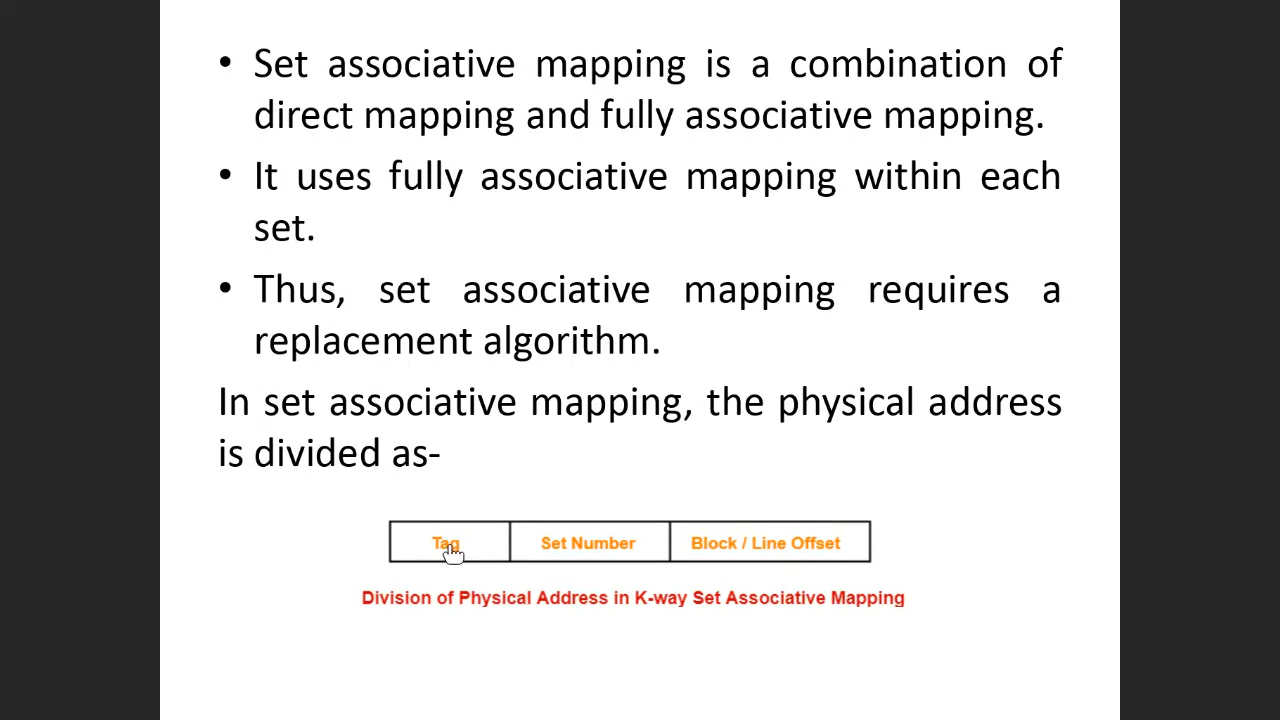 • Set associative mapping is a combination of
direct mapping and fully associative mapping.
• It uses fully associative mapping within each
set.
• Thus, set associative mapping requires a
replacement algorithm.
In set associative mapping, the physical address
is divided as-
Tag Set Number Block / Line Offset
Division of Physical Address in K-way Set Associative Mapping